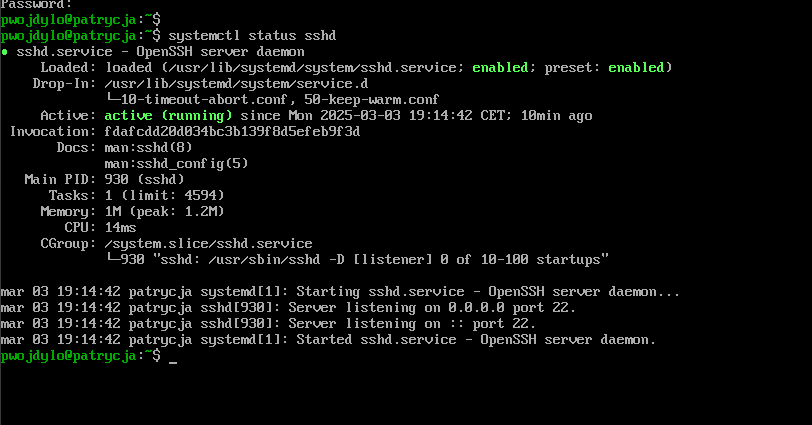 Password:
pwojdylo@patrycja:~$
pwojdylo@patrycja:~$ systemctl status sshd
● sshd.service - OpenSSH server daemon
Loaded: loaded (/usr/lib/systemd/system/sshd.service; enabled; preset: enabled)
Drop-In: /usr/lib/systemd/system/service.d
└─10-timeout-abort.conf, 50-keep-warm.conf
Active: active (running) since Mon 2025-03-03 19:14:42 CET; 10min ago
Invocation: fdafcdd20d034bc3b139f8d5efeb9f3d
Docs: man:sshd(8)
man:sshd_config(5)
Main PID: 930 (sshd)
Tasks: 1 (limit: 4594)
Memory: 1M (peak: 1.2M)
CPU: 14ms
CGroup: /system.slice/sshd.service
└─930 "sshd: /usr/sbin/sshd -D [listener] 0 of 10-100 startups"
mar 03 19:14:42 patrycja systemd[1]: Starting sshd.service - OpenSSH server daemon...
mar 03 19:14:42 patrycja sshd[930]: Server listening on 0.0.0.0 port 22.
mar 03 19:14:42 patrycja sshd[930]: Server listening on :: port 22.
mar 03 19:14:42 patrycja systemd[1]: Started sshd.service - OpenSSH server daemon.
pwojdylo@patrycja:~$ _